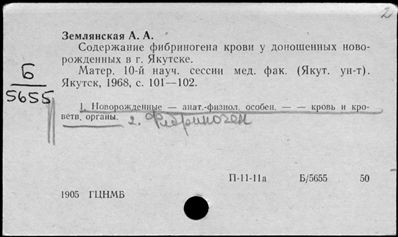 2
Землянская А. А.
Содержание фибриногена крови у доношенных ново-
рожденных в г. Якутске.
Матер. 10-й науч. сессии мед. фак. (Якут. ун-т).
Якутск, 1968, с. 101—102.
Б
5655
1. Новорожденные — анат.-физиол. особен. — — кровь и кро-
ветв. органы. 2. Фибриноген
П-11-11а Б/5655 50
1905 ГЦНМБ